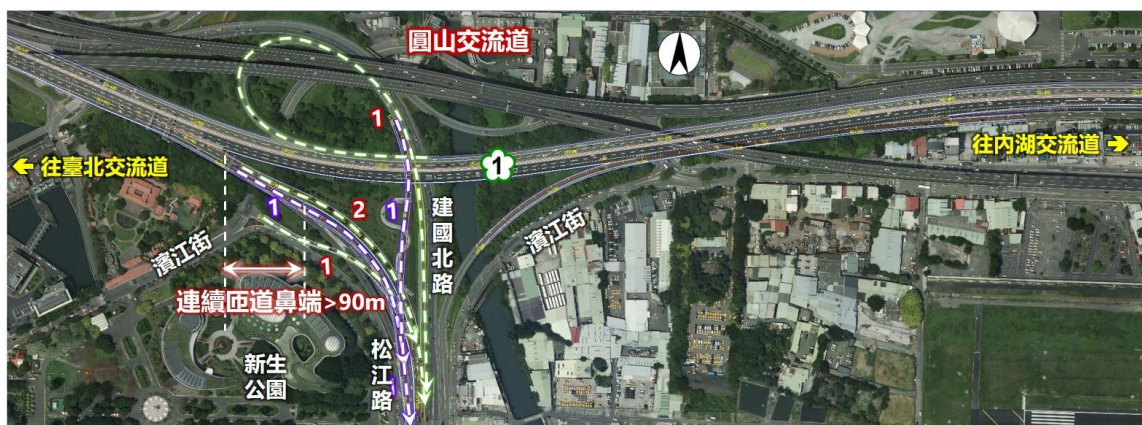 圓山交流道
1
← 往臺北交流道
1
往內湖交流道 →
1
2
1
建國北路
濱江街
濱江街
1
連續匝道鼻端>90m
新生
公園
松江路
1